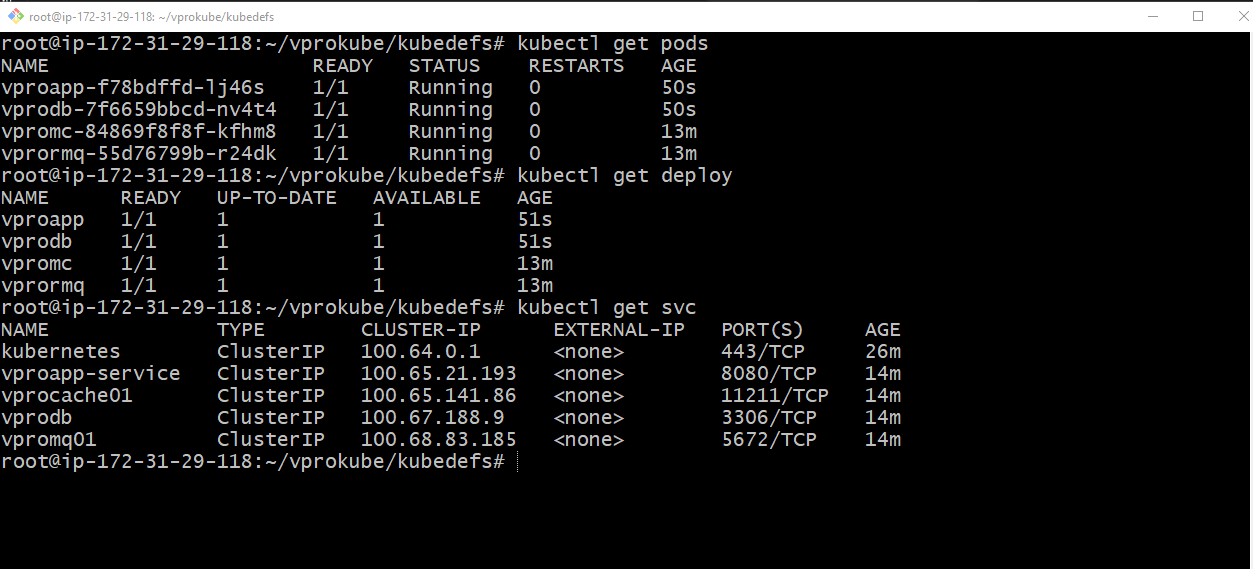 root@ip-172-31-29-118: ~/vprokube/kubedefs
root@ip-172-31-29-118:~/vprokube/kubedefs# kubectl get pods
NAME                      READY   STATUS    RESTARTS   AGE
vproapp-f78bdffd-lj46s    1/1     Running   0          50s
vprodb-7f6659bbcd-nv4t4   1/1     Running   0          50s
vpromc-84869f8f8f-kfhm8   1/1     Running   0          13m
vprormq-55d76799b-r24dk   1/1     Running   0          13m
root@ip-172-31-29-118:~/vprokube/kubedefs# kubectl get deploy
NAME      READY   UP-TO-DATE   AVAILABLE   AGE
vproapp   1/1     1            1           51s
vprodb    1/1     1            1           51s
vpromc    1/1     1            1           13m
vprormq   1/1     1            1           13m
root@ip-172-31-29-118:~/vprokube/kubedefs# kubectl get svc
NAME              TYPE        CLUSTER-IP      EXTERNAL-IP   PORT(S)     AGE
kubernetes        ClusterIP   100.64.0.1      <none>        443/TCP     26m
vproapp-service   ClusterIP   100.65.21.193   <none>        8080/TCP    14m
vprocache01       ClusterIP   100.65.141.86   <none>        11211/TCP   14m
vprodb            ClusterIP   100.67.188.9    <none>        3306/TCP    14m
vpromq01          ClusterIP   100.68.83.185   <none>        5672/TCP    14m
root@ip-172-31-29-118:~/vprokube/kubedefs#